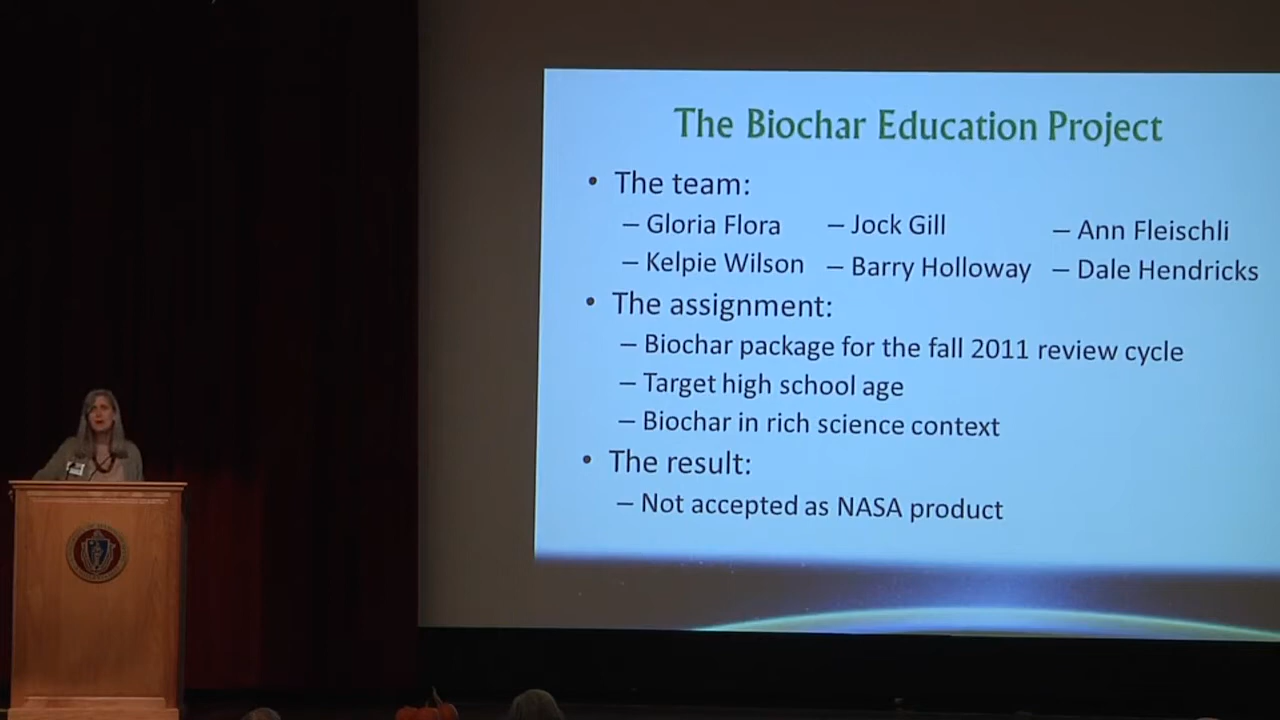 The Biochar Education Project
• The team:
– Gloria Flora – Jock Gill – Ann Fleischli
– Kelpie Wilson – Barry Holloway – Dale Hendricks
• The assignment:
– Biochar package for the fall 2011 review cycle
– Target high school age
– Biochar in rich science context
• The result:
– Not accepted as NASA product